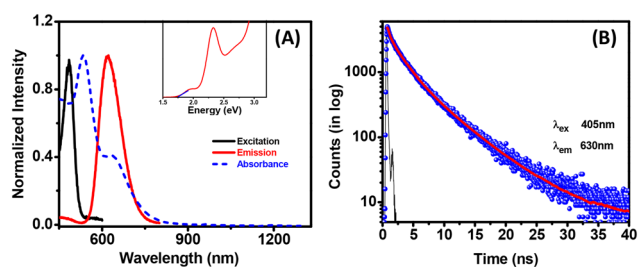 (A)
Normalized Intensity
1.2
0.8
0.4
0.0
600
900
1200
Wavelength (nm)
Excitation
Emission
Absorbance
1.5
2.0
2.5
3.0
Energy (eV)
(B)
Counts (in log)
1000
100
10
0
5
10
15
20
25
30
35
40
Time (ns)
λex 405nm
λem 630nm